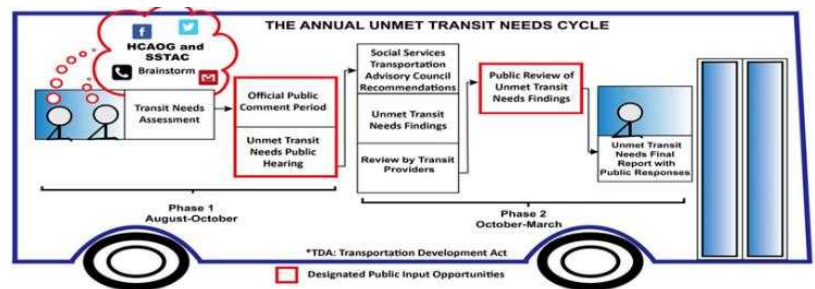 THE ANNUAL UNMET TRANSIT NEEDS CYCLE
HCAOG and
SSTAC
Brainstorm
Transit Needs
Assessment
Official Public
Comment Period
Unmet Transit
Needs Public
Hearing
Social Services
Transportation
Advisory Council
Recommendations
Unmet Transit
Needs Findings
Review by Transit
Providers
Public Review of
Unmet Transit
Needs Findings
Unmet Transit
Needs Final
Report with
Public Responses
Phase 1
August-October
Phase 2
October-March
*TDA: Transportation Development Act
Designated Public Input Opportunities